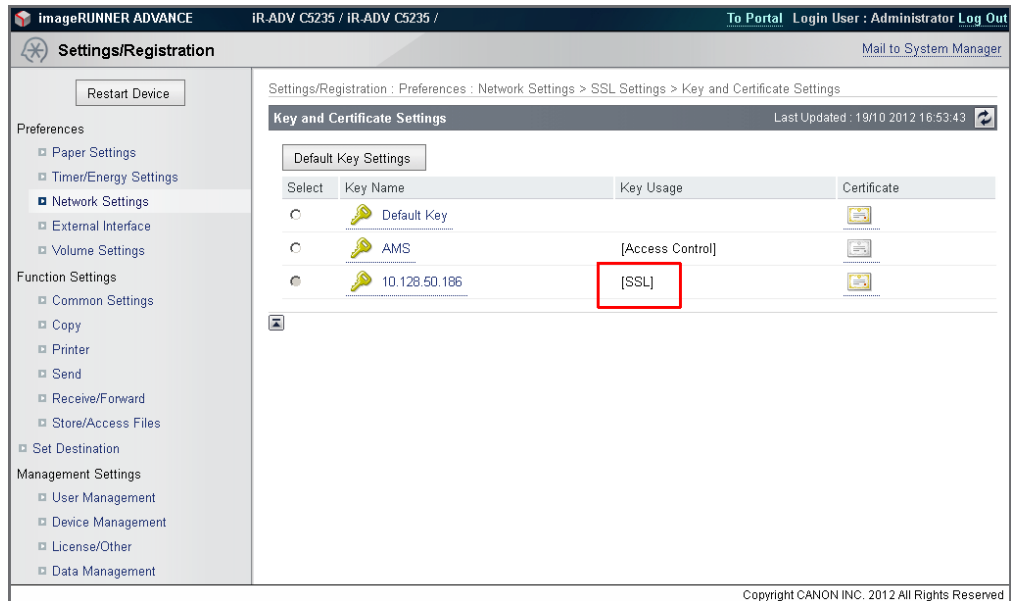 imageRUNNER ADVANCE iR-ADV C5235 / iR-ADV C5235 / To Portal Login User : Administrator Log Out
Settings/Registration Mail to System Manager
Restart Device
Preferences
Paper Settings
Timer/Energy Settings
Network Settings
External Interface
Volume Settings
Function Settings
Common Settings
Copy
Printer
Send
Receive/Forward
Store/Access Files
Set Destination
Management Settings
User Management
Device Management
License/Other
Data Management
Settings/Registration : Preferences : Network Settings > SSL Settings > Key and Certificate Settings
Key and Certificate Settings Last Updated : 19/10 2012 16:53:43
Default Key Settings
Select Key Name Key Usage Certificate
Default Key
AMS [Access Control]
10.128.50.186 [SSL]
Copyright CANON INC. 2012 All Rights Reserved